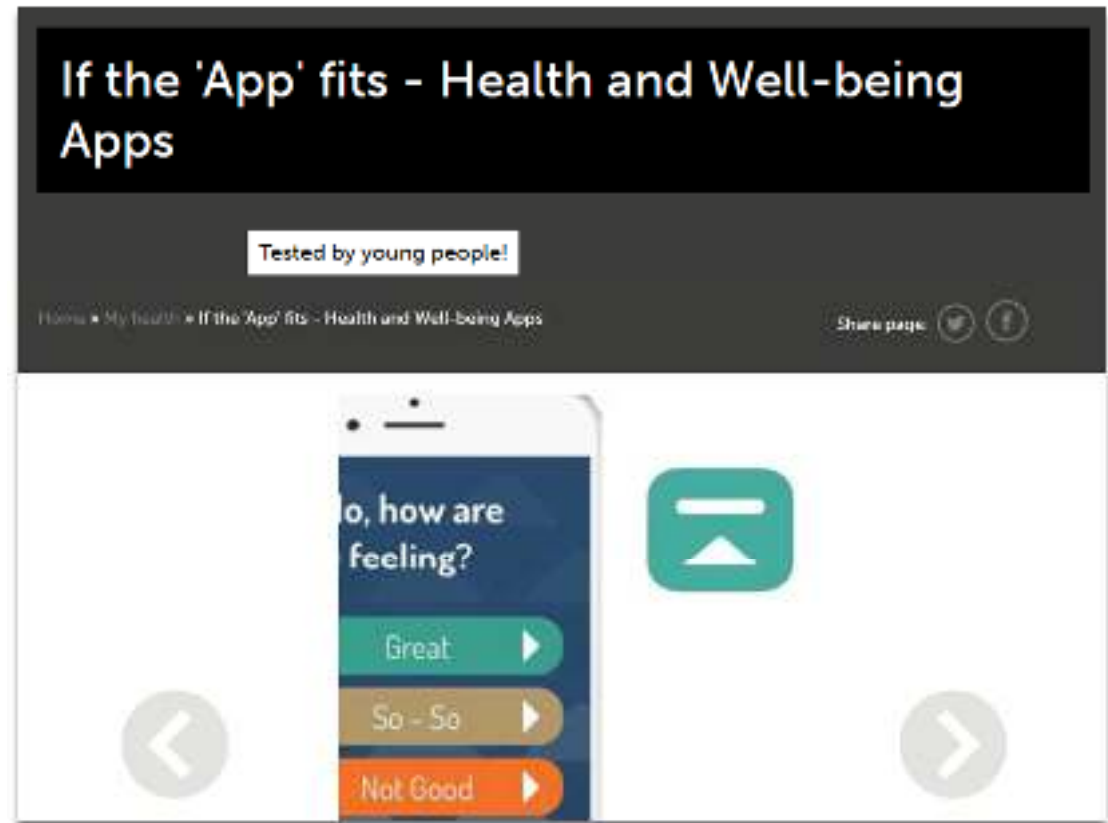 If the 'App' fits - Health and Well-being
Apps
Tested by young people!
Home » My health » If the 'App' fits - Health and Well-being Apps
Share page:
lo, how are
feeling?
Great
So - So
Not Good